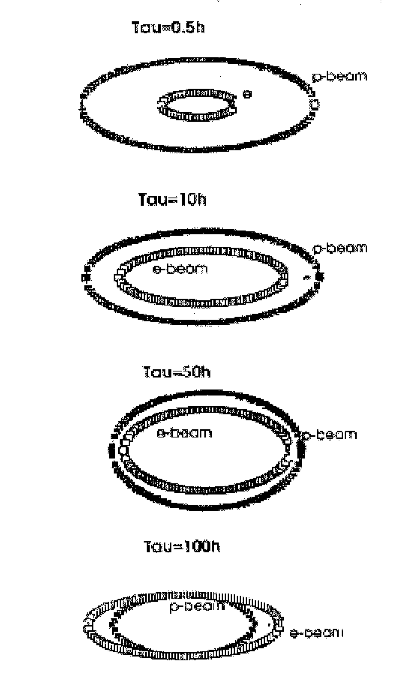 Tau=0.5h
p-beam
e
Tau=10h
p-beam
e-beam
Tau=50h
e-beam
p-beam
Tau=100h
p-beam
e-beam